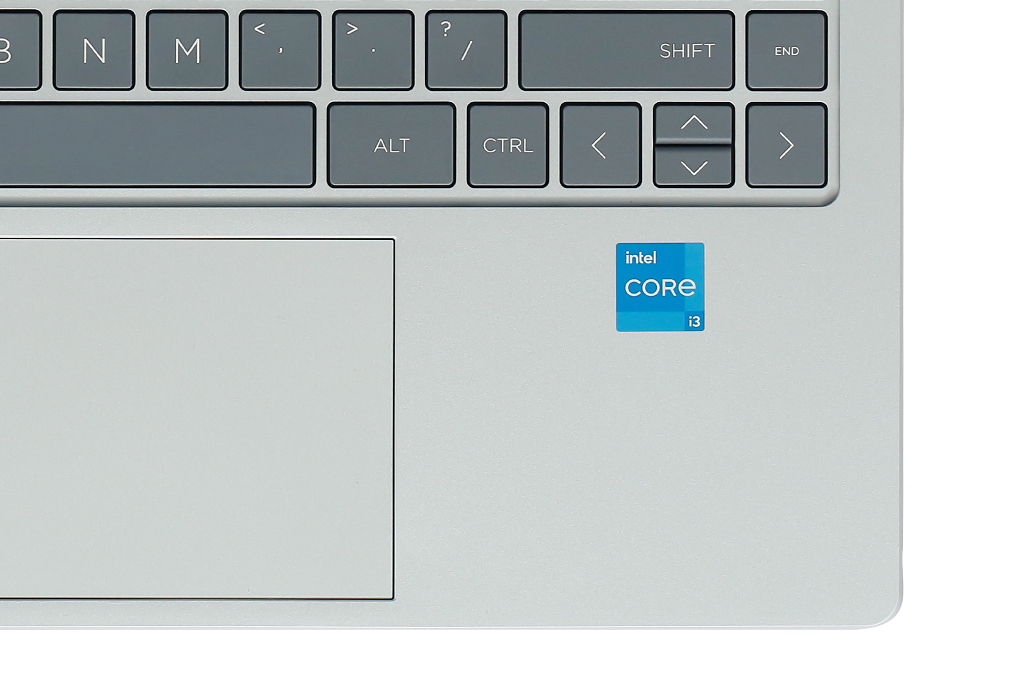 B N M < , > . ? / SHIFT END
ALT CTRL
intel
CORe
i3